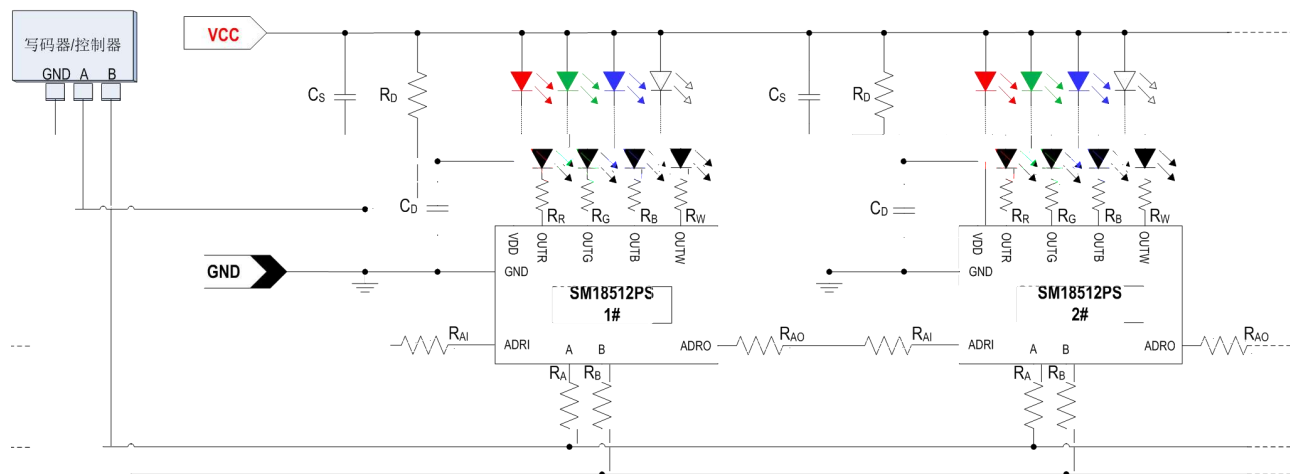 写码器/控制器
GND A B
VCC
CS RD CS RD
CD RR RG RB RW CD RR RG RB RW
VDD OUTR OUTG OUTB OUTW VDD OUTR OUTG OUTB OUTW
GND GND GND
SM18512PS SM18512PS
1# 2#
RAI ADRI ADRO RAO RAI ADRI ADRO RAO
A B A B
RA RB RA RB